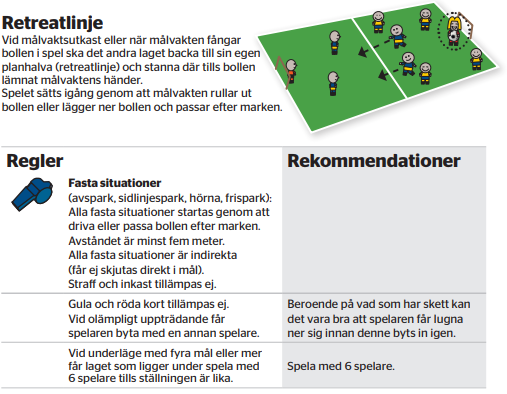 Retreatlinje
Vid målvaktsutkast eller när målvakten fångar
bollen i spel ska det andra laget backa till sin egen
planhalva (retreatlinje) och stanna där tills bollen
lämnat målvaktens händer.
Spelet sätts igång genom att målvakten rullar ut
bollen eller lägger ner bollen och passar efter marken.
Regler
Rekommendationer
Fasta situationer
(avspark, sidlinjespark, hörna, frispark):
Alla fasta situationer startas genom att
driva eller passa bollen efter marken.
Avståndet är minst fem meter.
Alla fasta situationer är indirekta
(får ej skjutas direkt i mål).
Straff och inkast tillämpas ej.
Gula och röda kort tillämpas ej.
Vid olämpligt uppträdande får
spelaren byta med en annan spelare.
Beroende på vad som har skett kan
det vara bra att spelaren får lugna
ner sig innan denne byts in igen.
Vid underläge med fyra mål eller mer
får laget som ligger under spela med
6 spelare tills ställningen är lika.
Spela med 6 spelare.